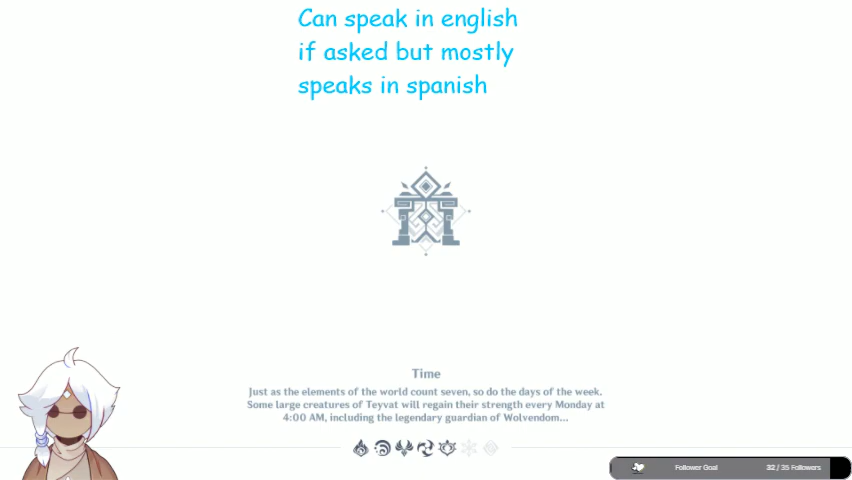 Can speak in english
if asked but mostly
speaks in spanish
Time
Just as the elements of the world count seven, so do the days of the week.
Some large creatures of Teyvat will regain their strength every Monday at
4:00 AM, including the legendary guardian of Wolvendom...
Follower Goal
32 / 35 Followers